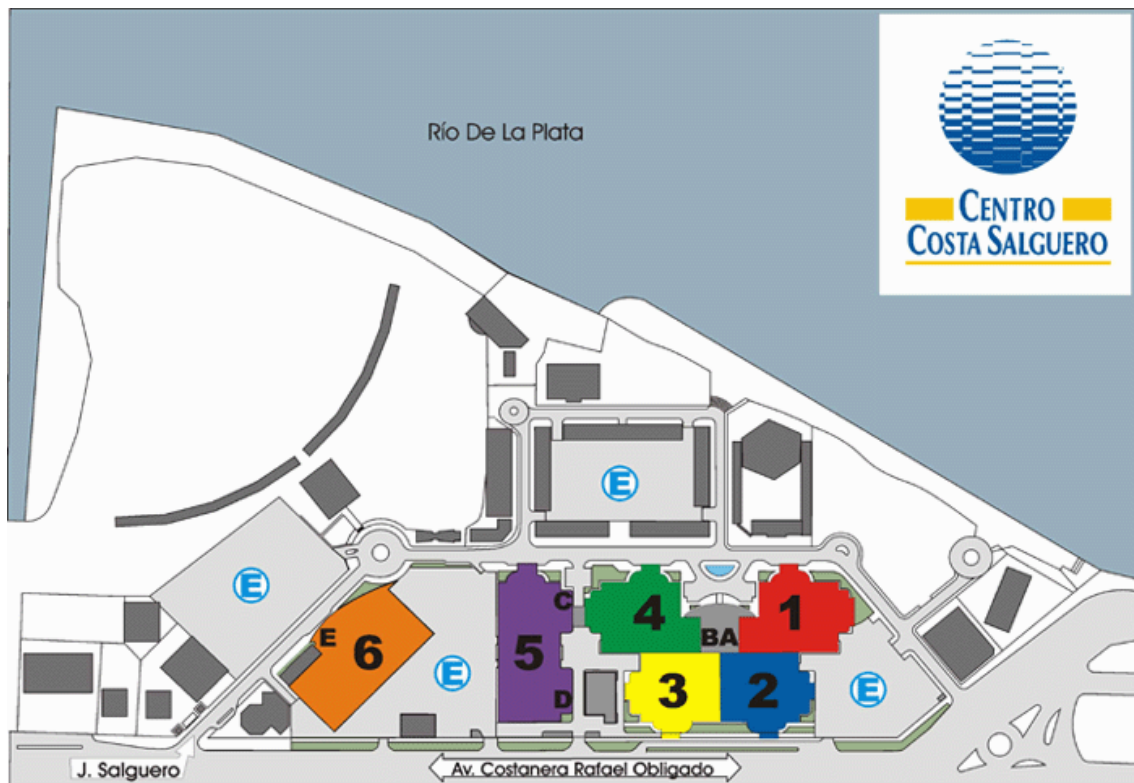 Río De La Plata
CENTRO
COSTA SALGUERO
E
E
C
4
BA
1
E
6
5
E
D
3
2
E
J. Salguero
Av. Costanera Rafael Obligado